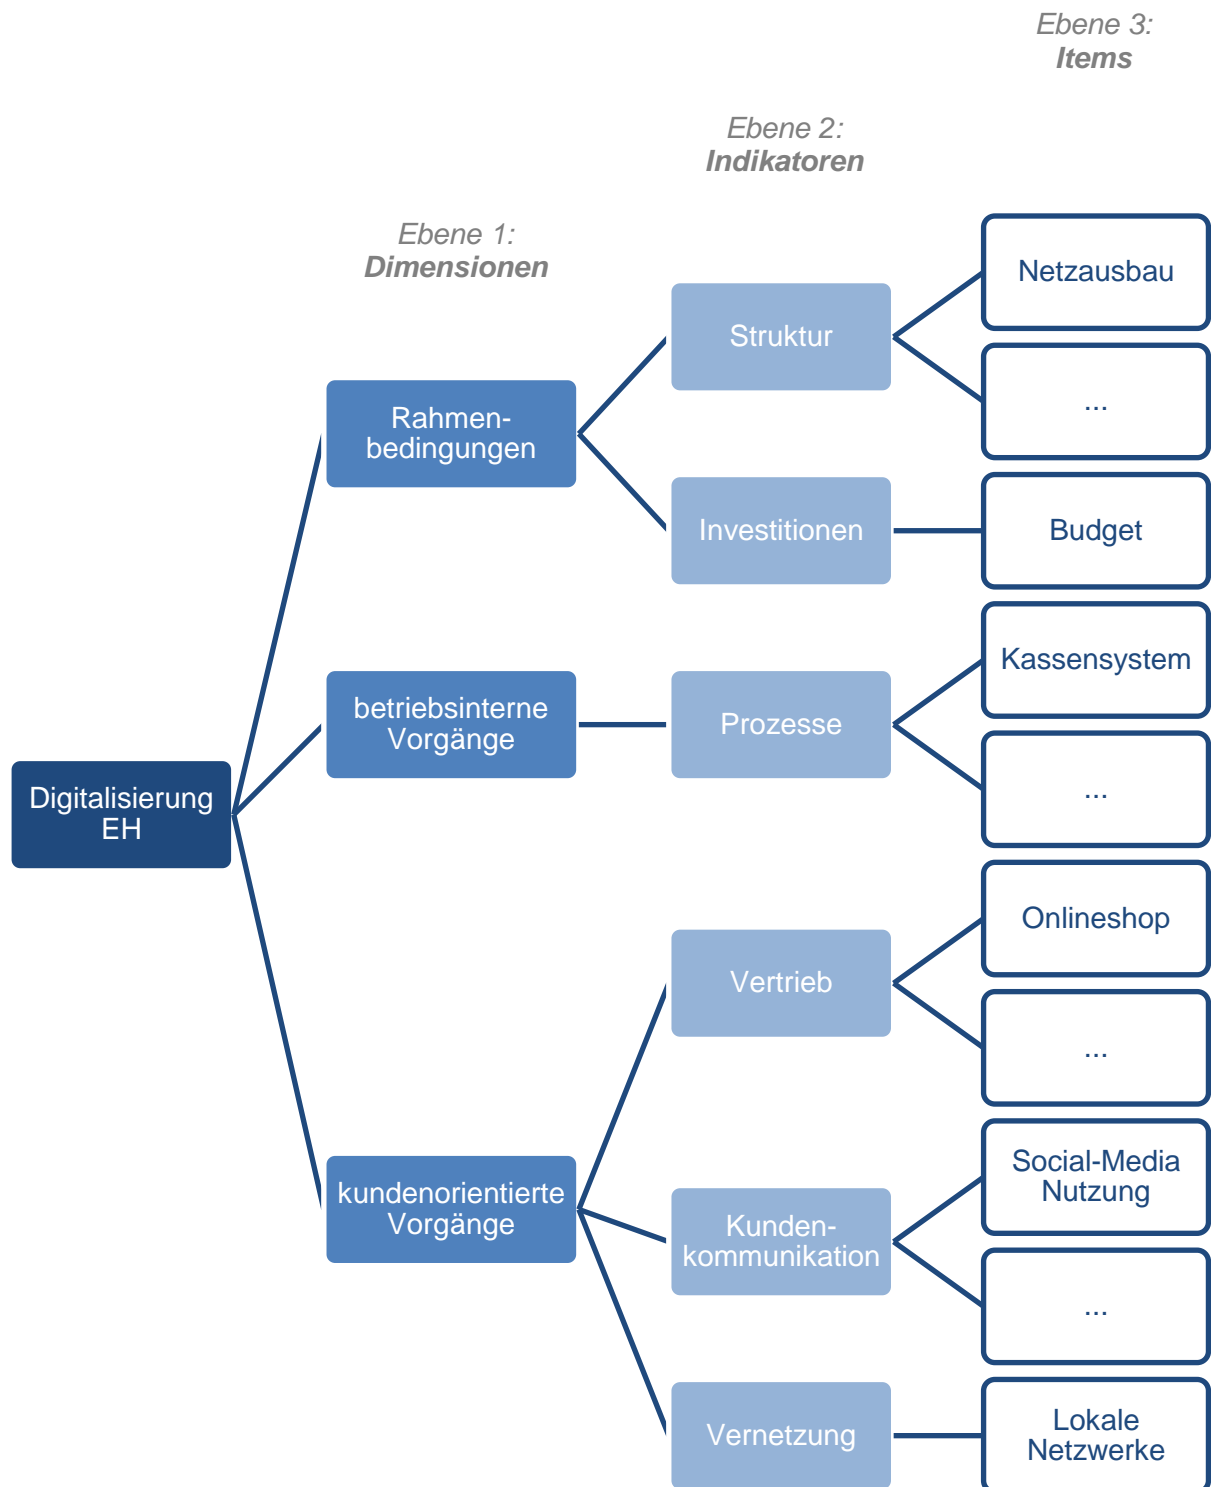 Ebene 3:
Items
Ebene 2:
Indikatoren
Ebene 1:
Dimensionen
Netzausbau
Struktur
...
Rahmen-
bedingungen
Investitionen
Budget
Kassensystem
betriebsinterne
Vorgänge
Prozesse
...
Digitalisierung
EH
Onlineshop
Vertrieb
...
Social-Media
Nutzung
kundenorientierte
Vorgänge
Kunden-
kommunikation
...
Vernetzung
Lokale
Netzwerke